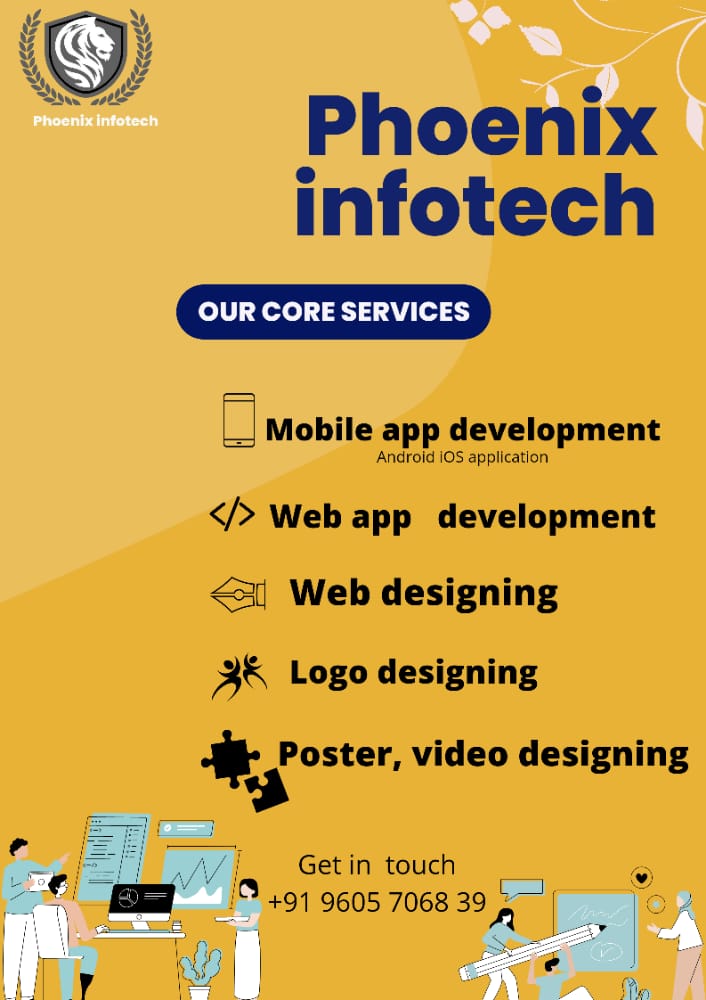 Phoenix infotech
Phoenix
infotech
OUR CORE SERVICES
Mobile app development
Android iOS application
Web app development
Web designing
Logo designing
Poster, video designing
Get in touch
+91 9605 7068 39